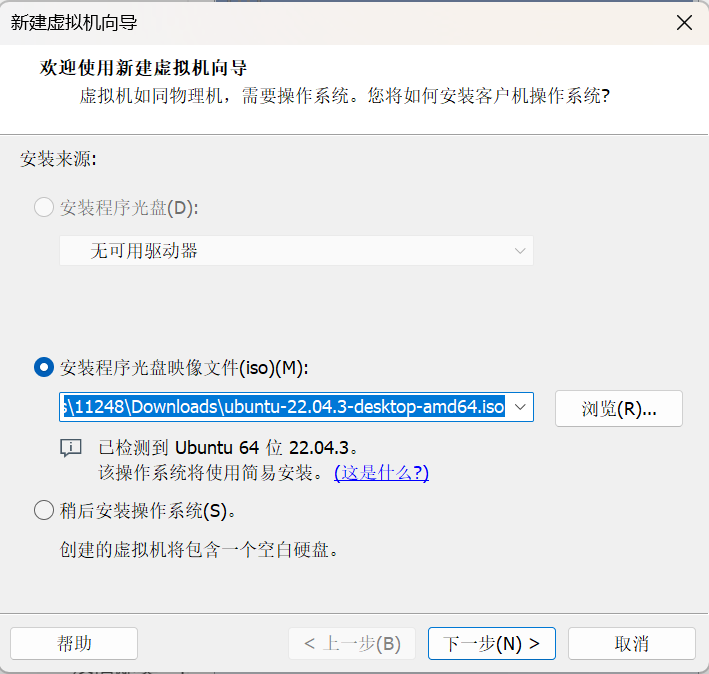 新建虚拟机向导
欢迎使用新建虚拟机向导
虚拟机如同物理机，需要操作系统。您将如何安装客户机操作系统?
安装来源:
安装程序光盘(D):
无可用驱动器
安装程序光盘映像文件(iso)(M):
\11248\Downloads\ubuntu-22.04.3-desktop-amd64.iso
浏览(R)...
已检测到 Ubuntu 64 位 22.04.3。
该操作系统将使用简易安装。 (这是什么?)
稍后安装操作系统(S)。
创建的虚拟机将包含一个空白硬盘。
帮助
< 上一步(B)
下一步(N) >
取消